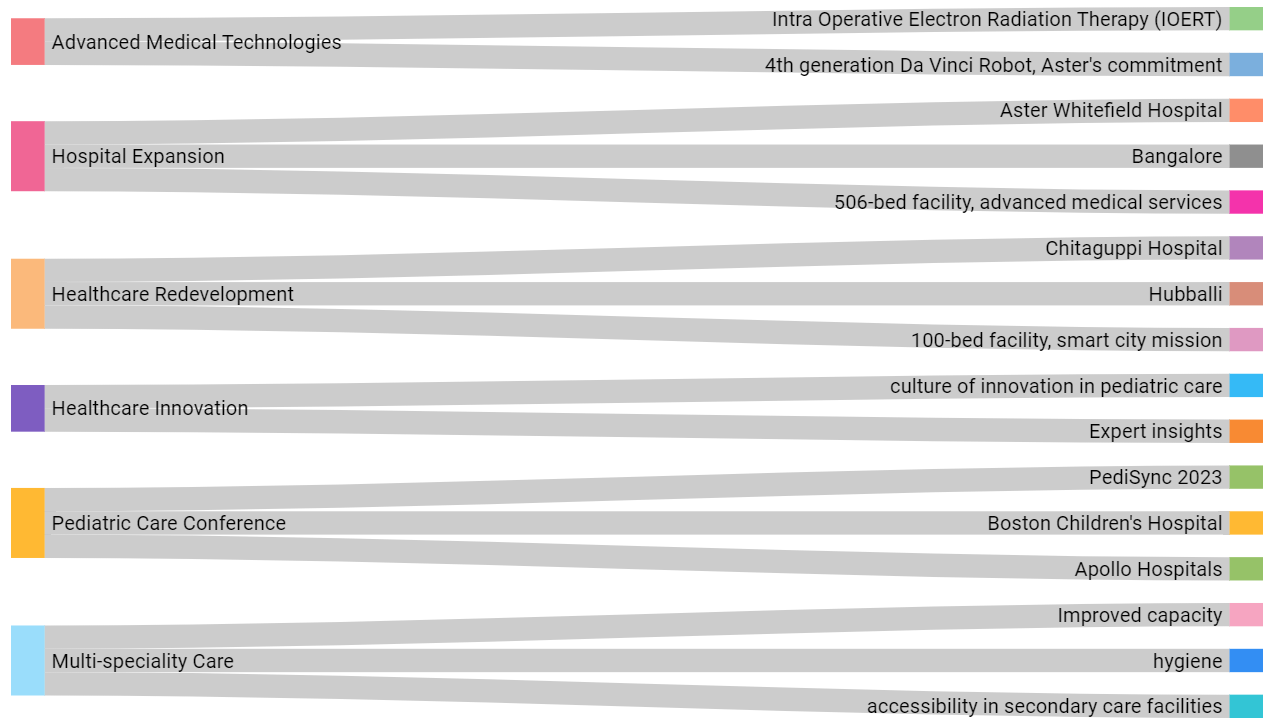 Advanced Medical Technologies
Intra Operative Electron Radiation Therapy (IOERT)
4th generation Da Vinci Robot, Aster's commitment
Hospital Expansion
Aster Whitefield Hospital
Bangalore
506-bed facility, advanced medical services
Healthcare Redevelopment
Chitaguppi Hospital
Hubballi
100-bed facility, smart city mission
Healthcare Innovation
culture of innovation in pediatric care
Expert insights
Pediatric Care Conference
PediSync 2023
Boston Children's Hospital
Apollo Hospitals
Multi-speciality Care
Improved capacity
hygiene
accessibility in secondary care facilities